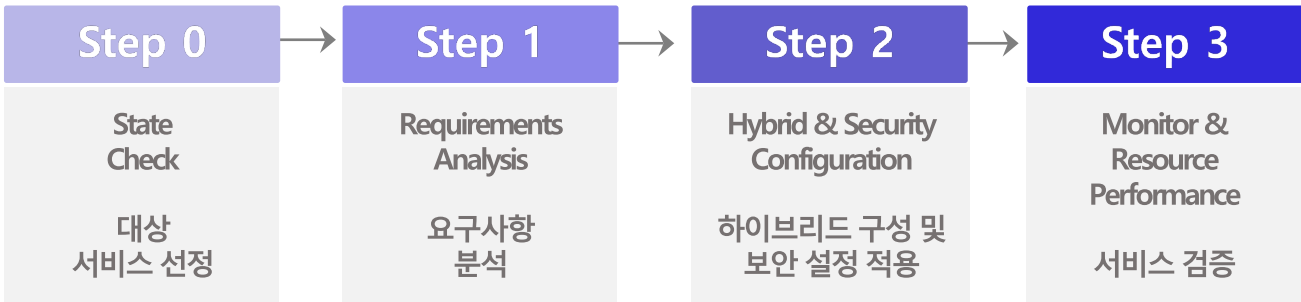 Step 0
State
Check
대상
서비스 선정
Step 1
Requirements
Analysis
요구사항
분석
Step 2
Hybrid & Security
Configuration
하이브리드 구성 및
보안 설정 적용
Step 3
Monitor &
Resource
Performance
서비스 검증